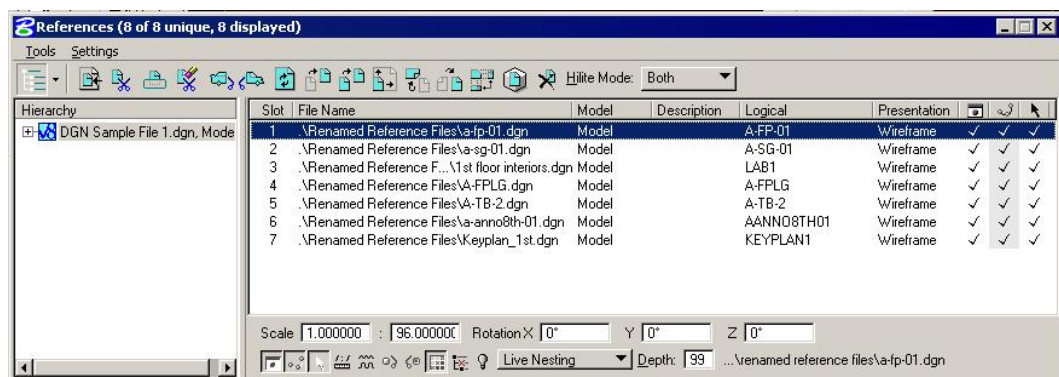 References (8 of 8 unique, 8 displayed)
Tools Settings
Hilite Mode: Both
Hierarchy
DGN Sample File 1.dgn, Mode
Slot File Name Model Description Logical Presentation
1 .\Renamed Reference Files\a-fp-01.dgn Model A-FP-01 Wireframe
2 .\Renamed Reference Files\a-sg-01.dgn Model A-SG-01 Wireframe
3 .\Renamed Reference F...\1st floor interiors.dgn Model LAB1 Wireframe
4 .\Renamed Reference Files\A-FPLG.dgn Model A-FPLG Wireframe
5 .\Renamed Reference Files\A-TB-2.dgn Model A-TB-2 Wireframe
6 .\Renamed Reference Files\a-anno8th-01.dgn Model AANNO8TH01 Wireframe
7 .\Renamed Reference Files\Keyplan_1st.dgn Model KEYPLAN1 Wireframe
Scale 1.000000 : 96.000000 Rotation X 0° Y 0° Z 0°
Live Nesting Depth: 99 ...\renamed reference files\a-fp-01.dgn